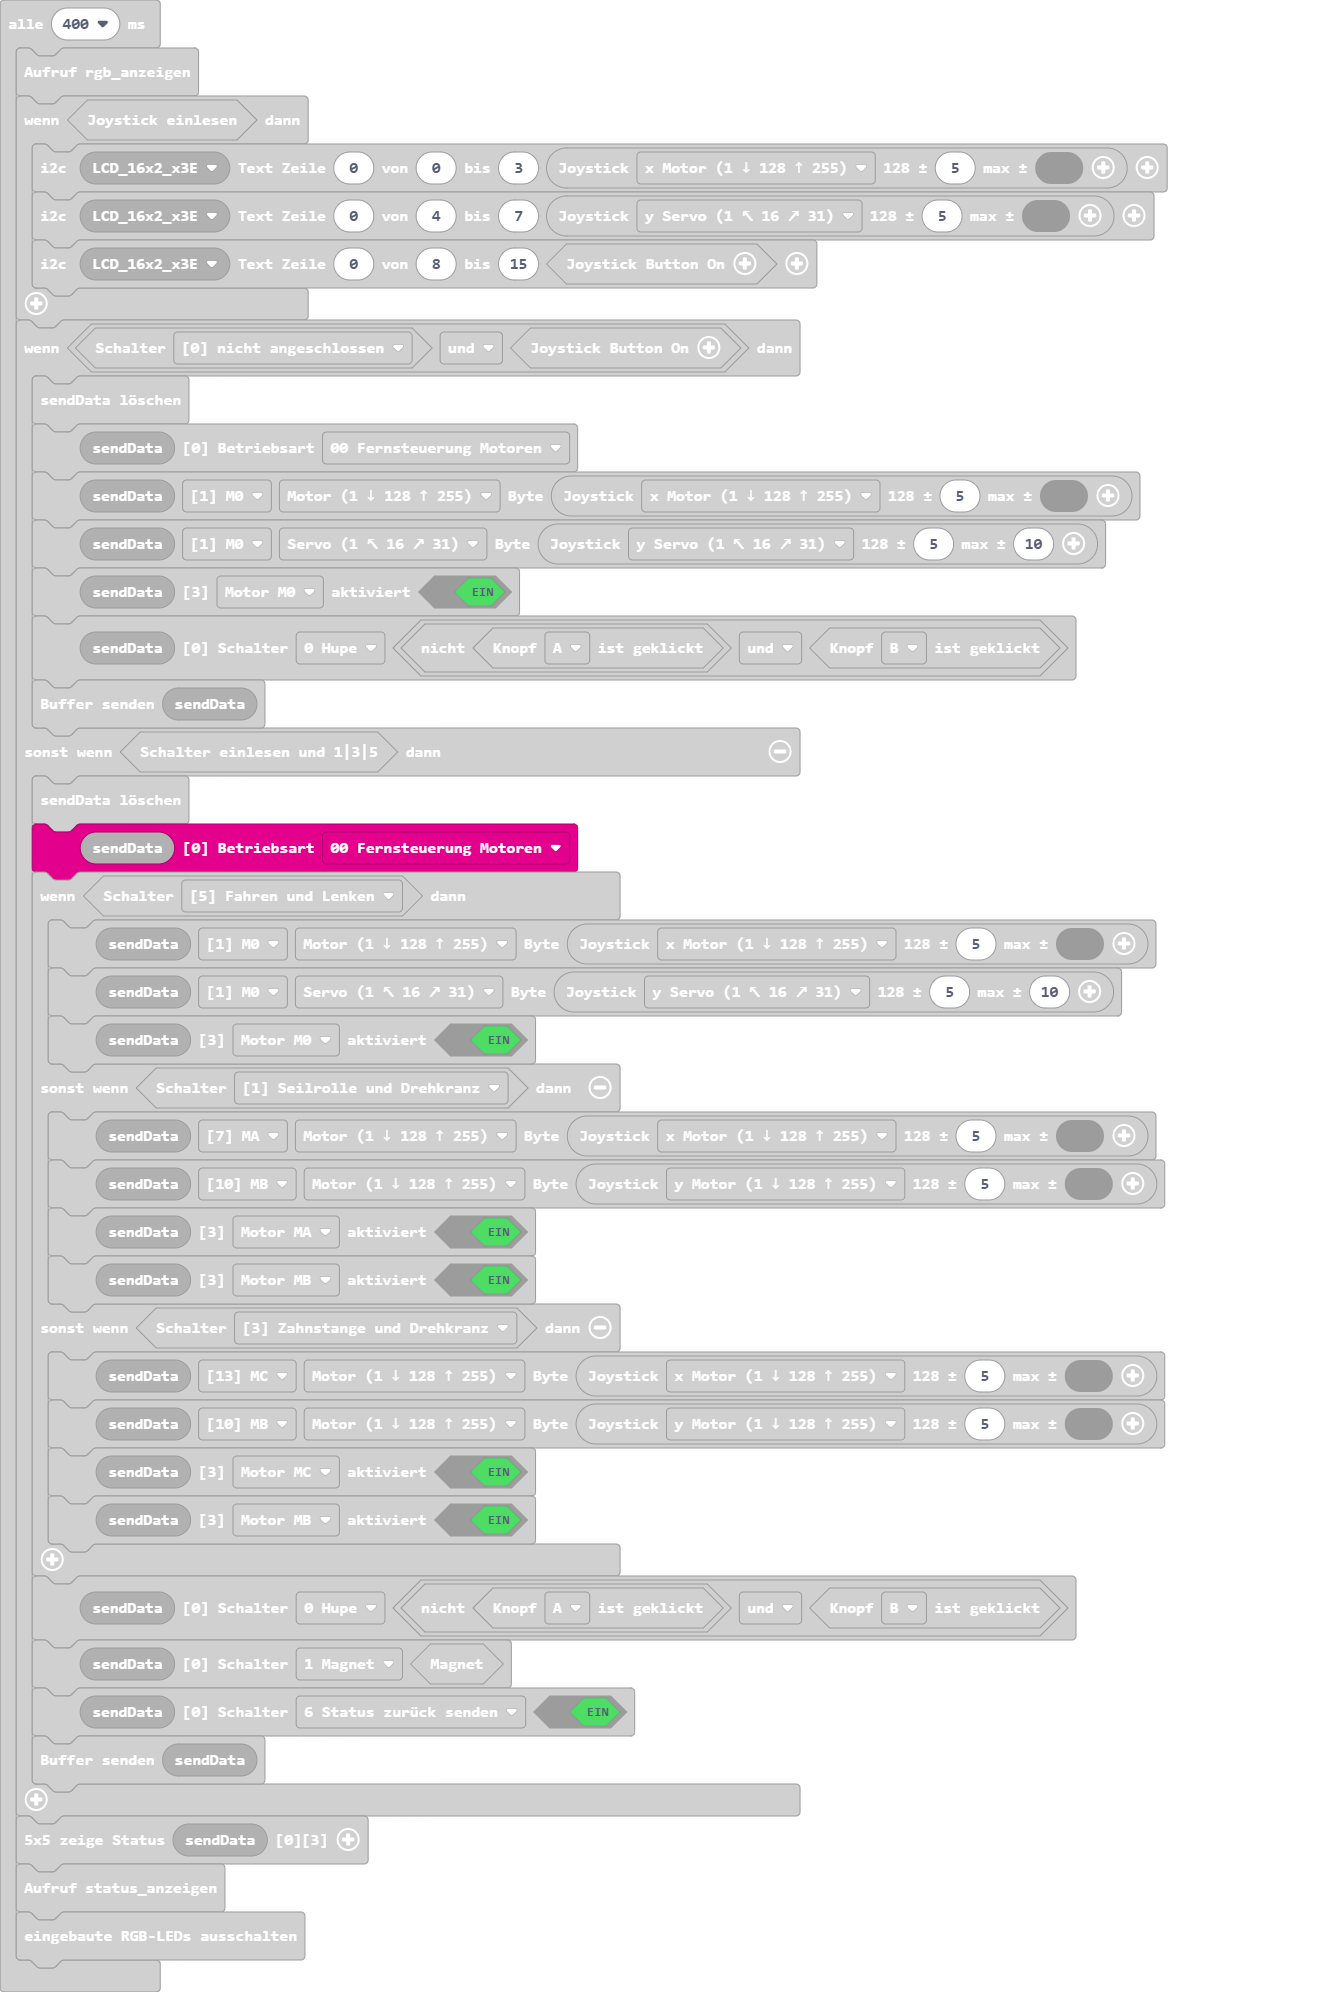 alle 400 ms
Aufruf rgb_anzeigen
wenn Joystick einlesen dann
i2c LCD_16x2_x3E Text Zeile 0 von 0 bis 3 Joystick x Motor (1 ↓ 128 ↑ 255) 128 ± 5 max ±
i2c LCD_16x2_x3E Text Zeile 0 von 4 bis 7 Joystick y Servo (1 ↖ 16 ↗ 31) 128 ± 5 max ±
i2c LCD_16x2_x3E Text Zeile 0 von 8 bis 15 Joystick Button On
wenn Schalter [0] nicht angeschlossen und Joystick Button On dann
sendData löschen
sendData [0] Betriebsart 00 Fernsteuerung Motoren
sendData [1] M0 Motor (1 ↓ 128 ↑ 255) Byte Joystick x Motor (1 ↓ 128 ↑ 255) 128 ± 5 max ±
sendData [1] M0 Servo (1 ↖ 16 ↗ 31) Byte Joystick y Servo (1 ↖ 16 ↗ 31) 128 ± 5 max ± 10
sendData [3] Motor M0 aktiviert EIN
sendData [0] Schalter 0 Hupe nicht Knopf A ist geklickt und Knopf B ist geklickt
Buffer senden sendData
sonst wenn Schalter einlesen und 1|3|5 dann
sendData löschen
sendData [0] Betriebsart 00 Fernsteuerung Motoren
wenn Schalter [5] Fahren und Lenken dann
sendData [1] M0 Motor (1 ↓ 128 ↑ 255) Byte Joystick x Motor (1 ↓ 128 ↑ 255) 128 ± 5 max ±
sendData [1] M0 Servo (1 ↖ 16 ↗ 31) Byte Joystick y Servo (1 ↖ 16 ↗ 31) 128 ± 5 max ± 10
sendData [3] Motor M0 aktiviert EIN
sonst wenn Schalter [1] Seilrolle und Drehkranz dann
sendData [7] MA Motor (1 ↓ 128 ↑ 255) Byte Joystick x Motor (1 ↓ 128 ↑ 255) 128 ± 5 max ±
sendData [10] MB Motor (1 ↓ 128 ↑ 255) Byte Joystick y Motor (1 ↓ 128 ↑ 255) 128 ± 5 max ±
sendData [3] Motor MA aktiviert EIN
sendData [3] Motor MB aktiviert EIN
sonst wenn Schalter [3] Zahnstange und Drehkranz dann
sendData [13] MC Motor (1 ↓ 128 ↑ 255) Byte Joystick x Motor (1 ↓ 128 ↑ 255) 128 ± 5 max ±
sendData [10] MB Motor (1 ↓ 128 ↑ 255) Byte Joystick y Motor (1 ↓ 128 ↑ 255) 128 ± 5 max ±
sendData [3] Motor MC aktiviert EIN
sendData [3] Motor MB aktiviert EIN
sendData [0] Schalter 0 Hupe nicht Knopf A ist geklickt und Knopf B ist geklickt
sendData [0] Schalter 1 Magnet Magnet
sendData [0] Schalter 6 Status zurück senden EIN
Buffer senden sendData
5x5 zeige Status sendData [0][3]
Aufruf status_anzeigen
eingebaute RGB-LEDs ausschalten